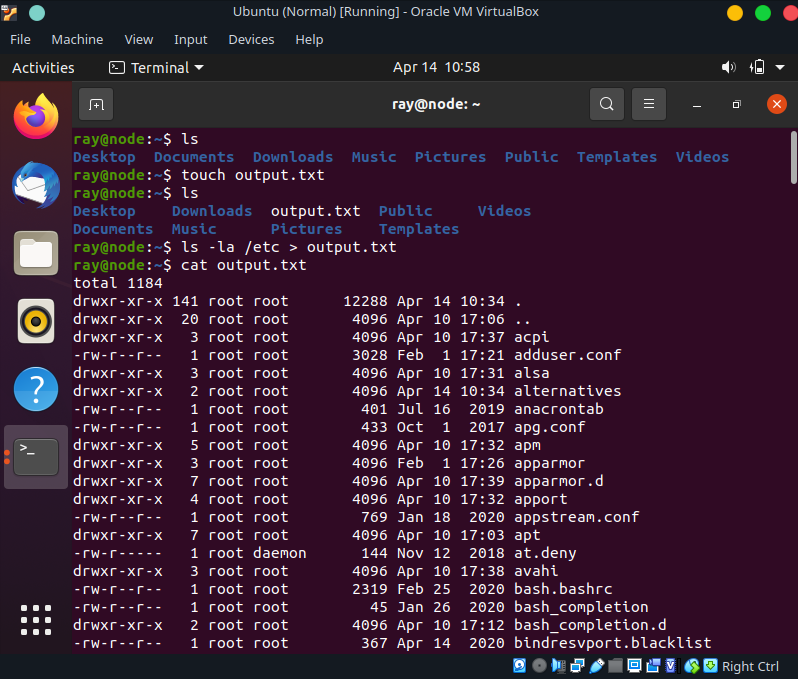 Ubuntu (Normal) [Running] - Oracle VM VirtualBox
File Machine View Input Devices Help
Activities Terminal Apr 14 10:58
ray@node: ~
ray@node:~$ ls
Desktop Documents Downloads Music Pictures Public Templates Videos
ray@node:~$ touch output.txt
ray@node:~$ ls
Desktop Downloads output.txt Public Videos
Documents Music Pictures Templates
ray@node:~$ ls -la /etc > output.txt
ray@node:~$ cat output.txt
total 1184
drwxr-xr-x 141 root root 12288 Apr 14 10:34 .
drwxr-xr-x 20 root root 4096 Apr 10 17:06 ..
drwxr-xr-x 3 root root 4096 Apr 10 17:37 acpi
-rw-r--r-- 1 root root 3028 Feb 1 17:21 adduser.conf
drwxr-xr-x 3 root root 4096 Apr 10 17:31 alsa
drwxr-xr-x 2 root root 4096 Apr 14 10:34 alternatives
-rw-r--r-- 1 root root 401 Jul 16 2019 anacrontab
-rw-r--r-- 1 root root 433 Oct 1 2017 apg.conf
drwxr-xr-x 5 root root 4096 Apr 10 17:32 apm
drwxr-xr-x 3 root root 4096 Feb 1 17:26 apparmor
drwxr-xr-x 7 root root 4096 Apr 10 17:39 apparmor.d
drwxr-xr-x 4 root root 4096 Apr 10 17:32 apport
-rw-r--r-- 1 root root 769 Jan 18 2020 appstream.conf
drwxr-xr-x 7 root root 4096 Apr 10 17:03 apt
-rw-r----- 1 root daemon 144 Nov 12 2018 at.deny
drwxr-xr-x 3 root root 4096 Apr 10 17:38 avahi
-rw-r--r-- 1 root root 2319 Feb 25 2020 bash.bashrc
-rw-r--r-- 1 root root 45 Jan 26 2020 bash_completion
drwxr-xr-x 2 root root 4096 Apr 10 17:12 bash_completion.d
-rw-r--r-- 1 root root 367 Apr 14 2020 bindresvport.blacklist
Right Ctrl